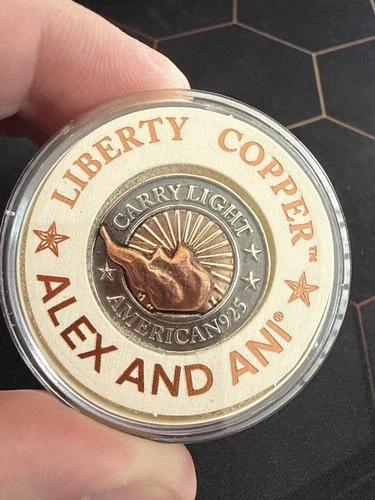 LIBERTY COPPER™
ALEX AND ANI®
CARRY LIGHT
AMERICAN925